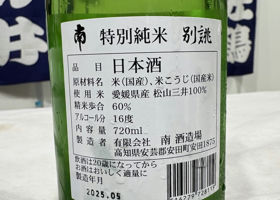 南 特別純米 別誂
品目 日本酒
原材料名 米(国産)、米こうじ(国産米)
使用米 愛媛県産 松山三井100%
精米歩合 60%
アルコール分 16度
内容量 720ml
製造者 有限会社 南酒造場
高知県安芸郡安田町安田1875
飲酒は20歳になってから
お酒はおいしく適量に
製造年月
2025.05